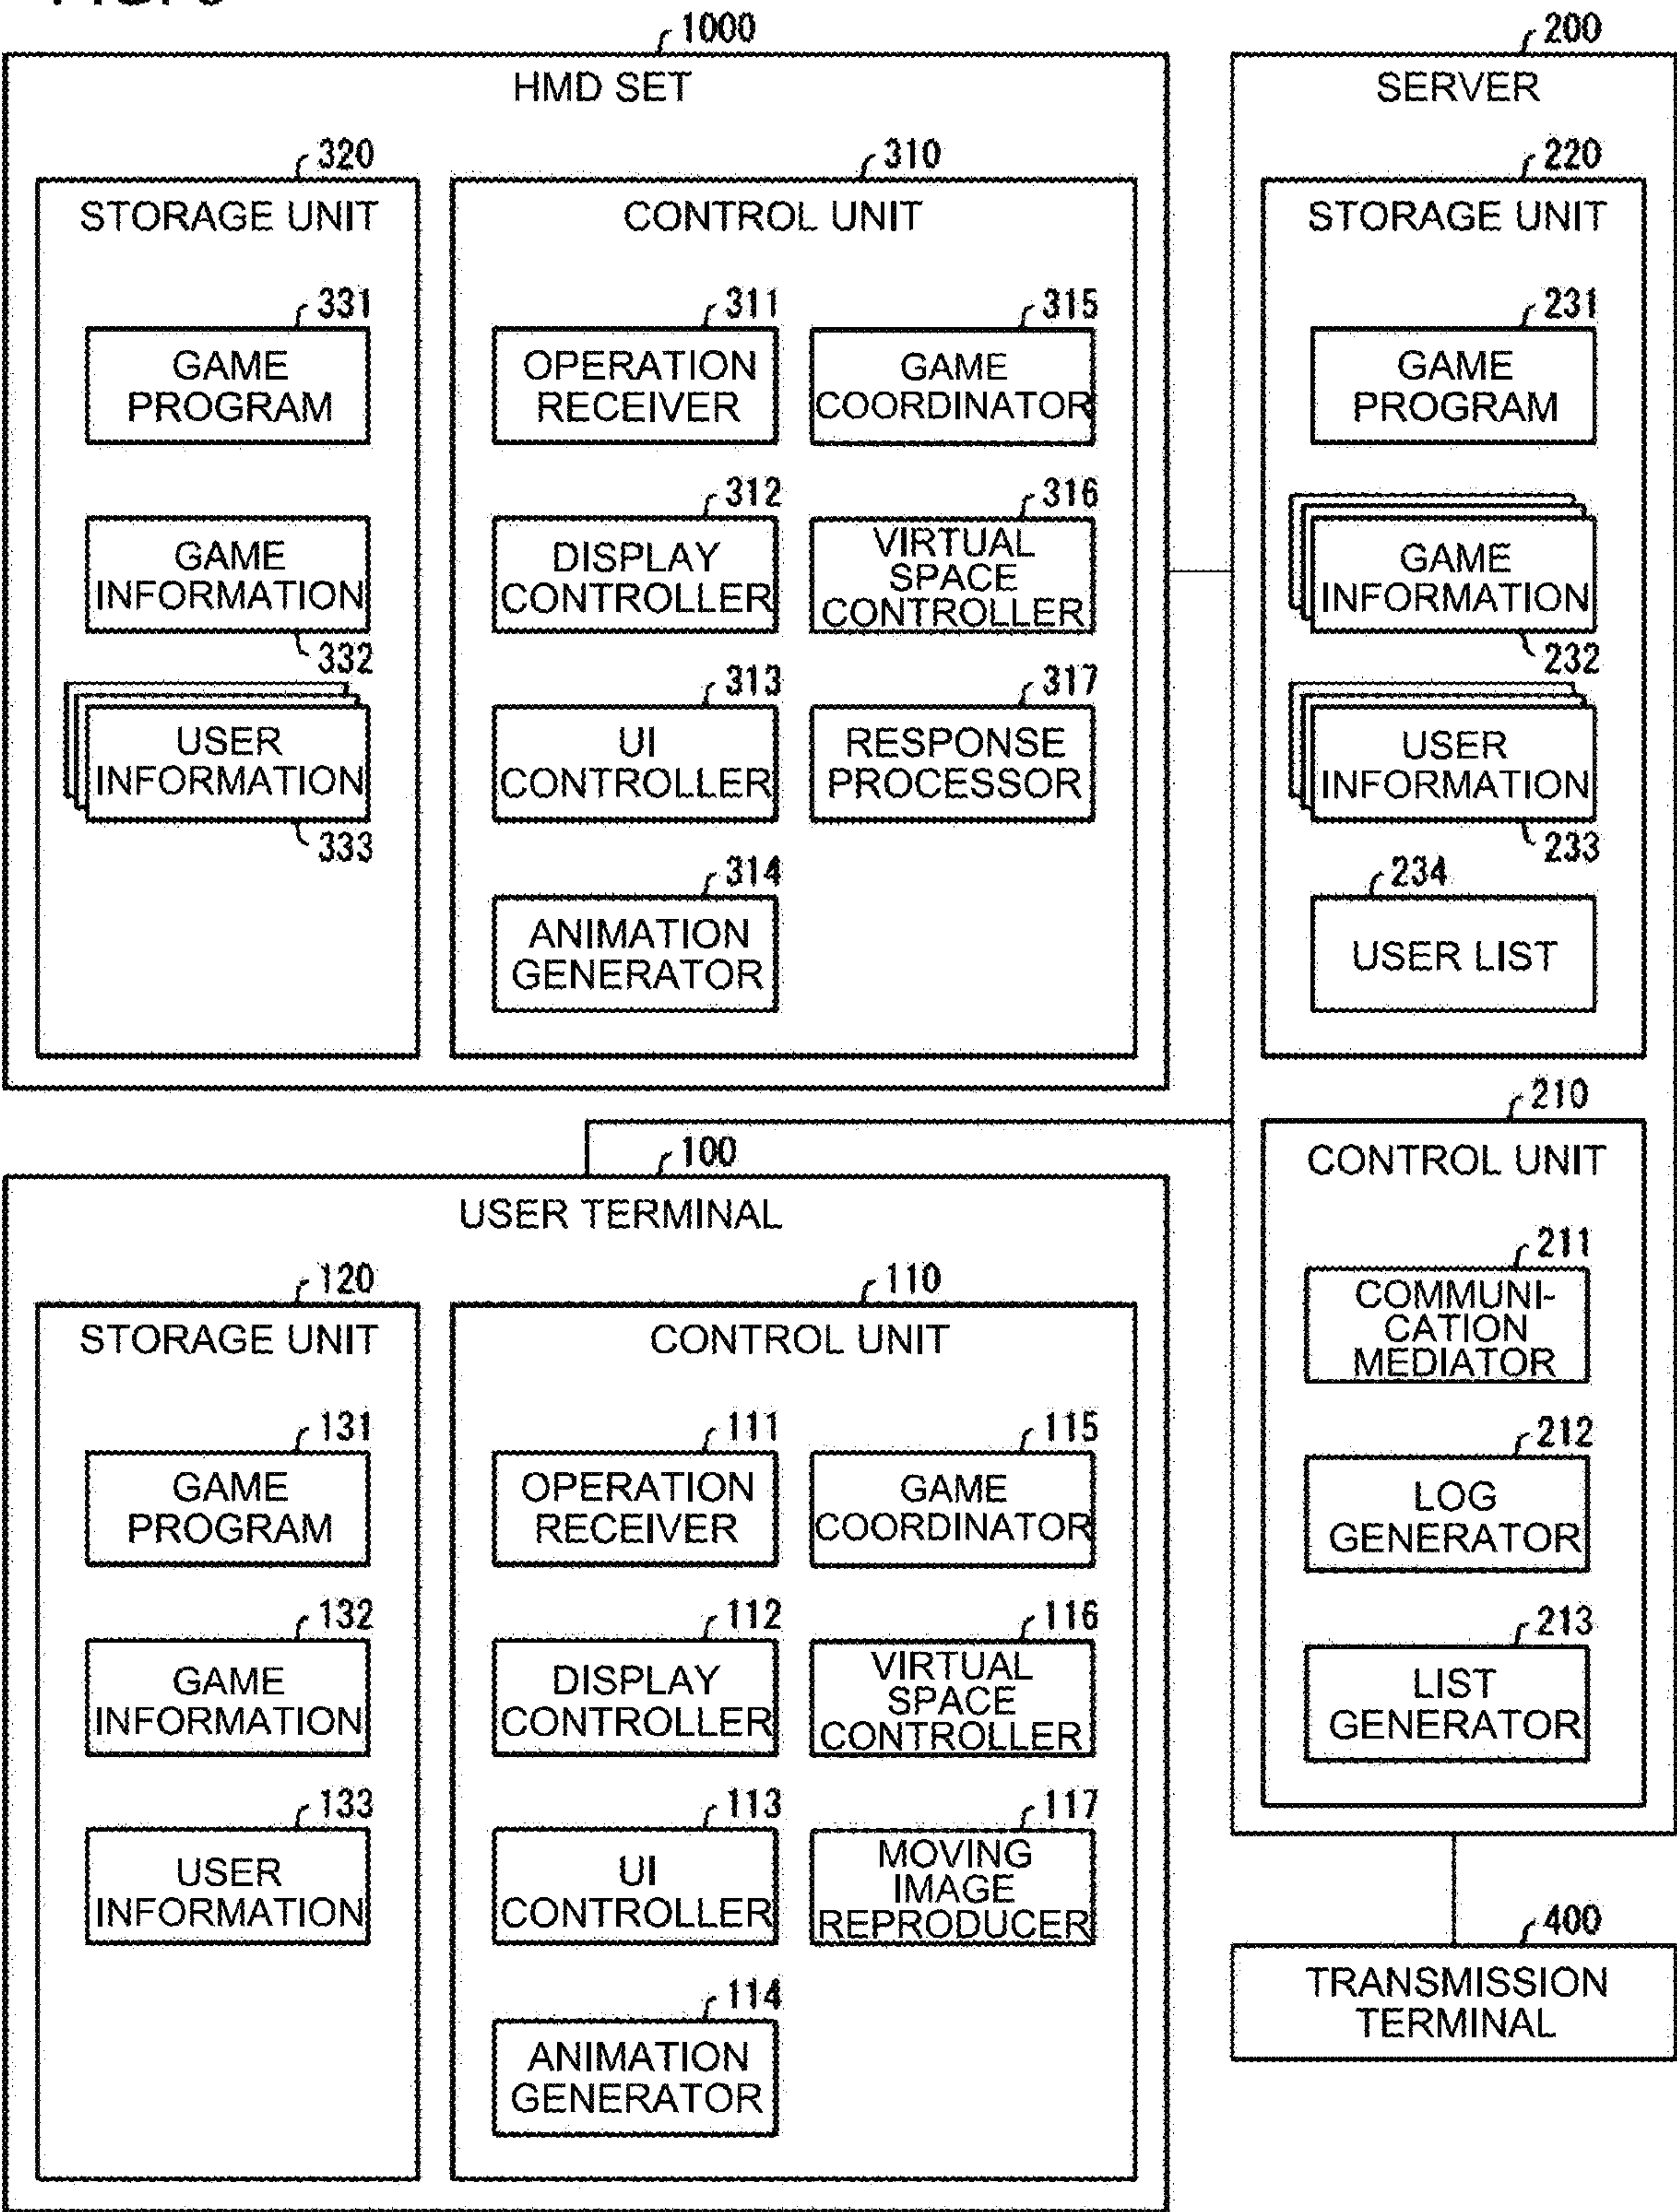 1000
HMD SET
320
STORAGE UNIT
331
GAME
PROGRAM
GAME
INFORMATION
332
USER
INFORMATION
333
310
CONTROL UNIT
311
OPERATION
RECEIVER
315
GAME
COORDINATOR
312
DISPLAY
CONTROLLER
316
VIRTUAL
SPACE
CONTROLLER
313
UI
CONTROLLER
317
RESPONSE
PROCESSOR
314
ANIMATION
GENERATOR
200
SERVER
220
STORAGE UNIT
231
GAME
PROGRAM
GAME
INFORMATION
232
USER
INFORMATION
233
234
USER LIST
210
CONTROL UNIT
211
COMMUNI-
CATION
MEDIATOR
212
LOG
GENERATOR
213
LIST
GENERATOR
100
USER TERMINAL
120
STORAGE UNIT
131
GAME
PROGRAM
132
GAME
INFORMATION
133
USER
INFORMATION
110
CONTROL UNIT
111
OPERATION
RECEIVER
115
GAME
COORDINATOR
112
DISPLAY
CONTROLLER
116
VIRTUAL
SPACE
CONTROLLER
113
UI
CONTROLLER
117
MOVING
IMAGE
REPRODUCER
114
ANIMATION
GENERATOR
400
TRANSMISSION
TERMINAL